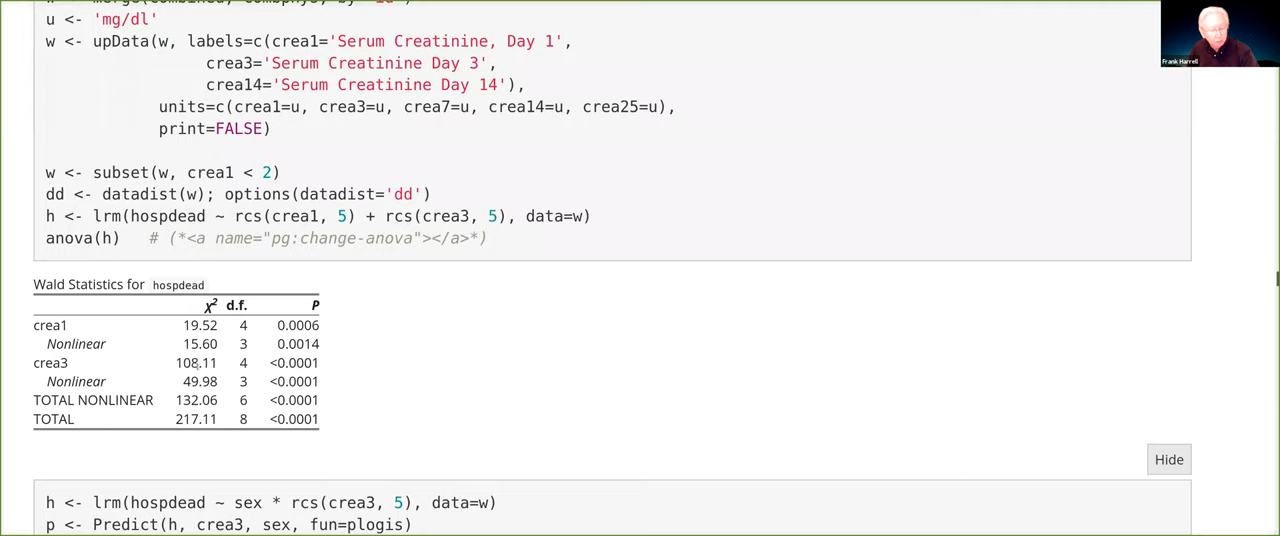 u <- 'mg/dl'
w <- upData(w, labels=c(crea1='Serum Creatinine, Day 1',
crea3='Serum Creatinine Day 3',
crea14='Serum Creatinine Day 14'),
units=c(crea1=u, crea3=u, crea7=u, crea14=u, crea25=u),
print=FALSE)
w <- subset(w, crea1 < 2)
dd <- datadist(w); options(datadist='dd')
h <- lrm(hospdead ~ rcs(crea1, 5) + rcs(crea3, 5), data=w)
anova(h)   # (*<a name="pg:change-anova"></a>*)
Frank Harrell
Wald Statistics for hospdead
χ2 d.f. P
crea1 19.52 4 0.0006
Nonlinear 15.60 3 0.0014
crea3 108.11 4 <0.0001
Nonlinear 49.98 3 <0.0001
TOTAL NONLINEAR 132.06 6 <0.0001
TOTAL 217.11 8 <0.0001
Hide
h <- lrm(hospdead ~ sex * rcs(crea3, 5), data=w)
p <- Predict(h, crea3, sex, fun=plogis)